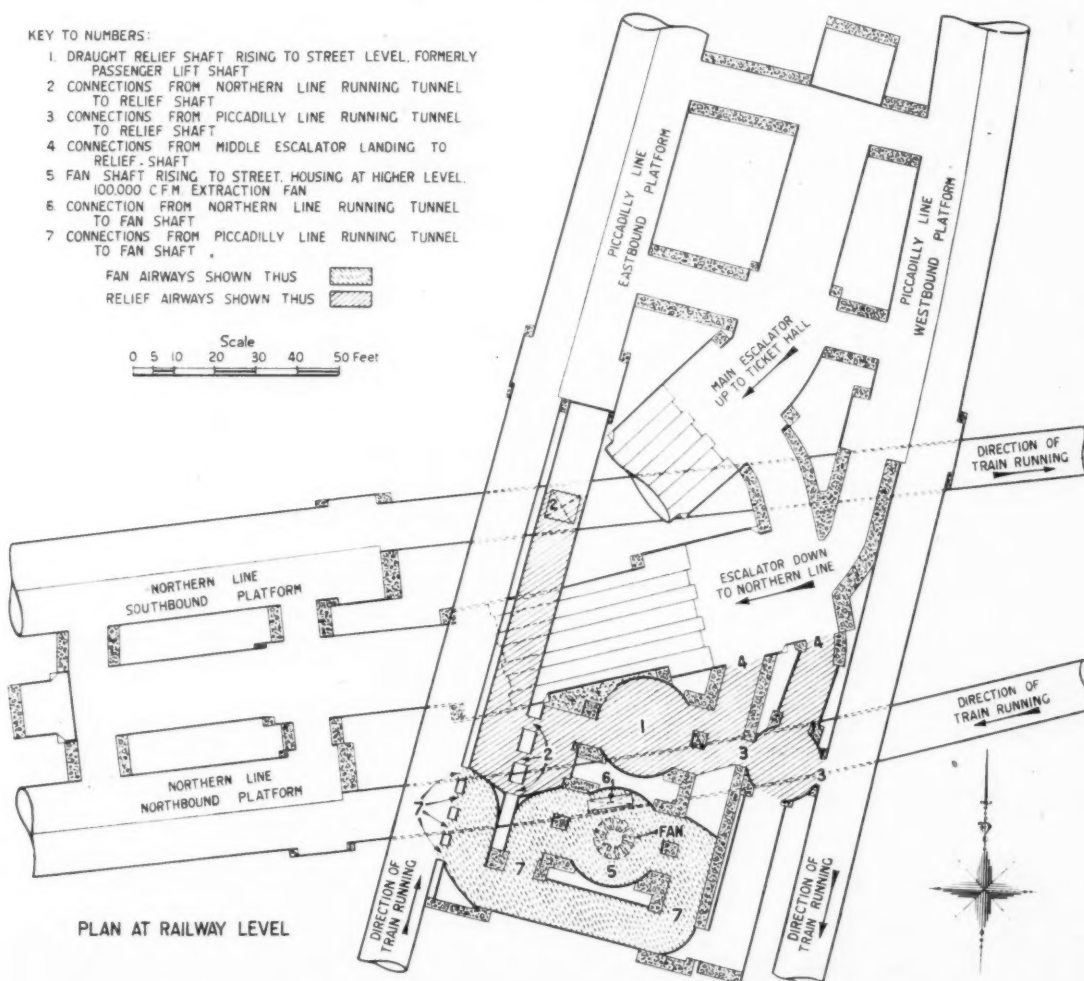 KEY TO NUMBERS:
1. DRAUGHT RELIEF SHAFT RISING TO STREET LEVEL, FORMERLY
PASSENGER LIFT SHAFT
2 CONNECTIONS FROM NORTHERN LINE RUNNING TUNNEL
TO RELIEF SHAFT
3 CONNECTIONS FROM PICCADILLY LINE RUNNING TUNNEL
TO RELIEF SHAFT
4 CONNECTIONS FROM MIDDLE ESCALATOR LANDING TO
RELIEF SHAFT
5 FAN SHAFT RISING TO STREET, HOUSING AT HIGHER LEVEL,
100,000 C.F.M. EXTRACTION FAN
6 CONNECTION FROM NORTHERN LINE RUNNING TUNNEL
TO FAN SHAFT
7 CONNECTIONS FROM PICCADILLY LINE RUNNING TUNNEL
TO FAN SHAFT.
FAN AIRWAYS SHOWN THUS
RELIEF AIRWAYS SHOWN THUS
Scale
0 5 10 20 30 40 50 Feet
PICCADILLY LINE
EASTBOUND PLATFORM
PICCADILLY LINE
WESTBOUND PLATFORM
MAIN ESCALATOR
UP TO TICKET HALL
DIRECTION OF
TRAIN RUNNING
2
NORTHERN LINE
SOUTHBOUND PLATFORM
ESCALATOR DOWN
TO NORTHERN LINE
4
4
DIRECTION OF
TRAIN RUNNING
1
2
3
3
NORTHERN LINE
NORTHBOUND PLATFORM
6
7
FAN
5
7
7
DIRECTION OF
TRAIN RUNNING
DIRECTION OF
TRAIN RUNNING
PLAN AT RAILWAY LEVEL